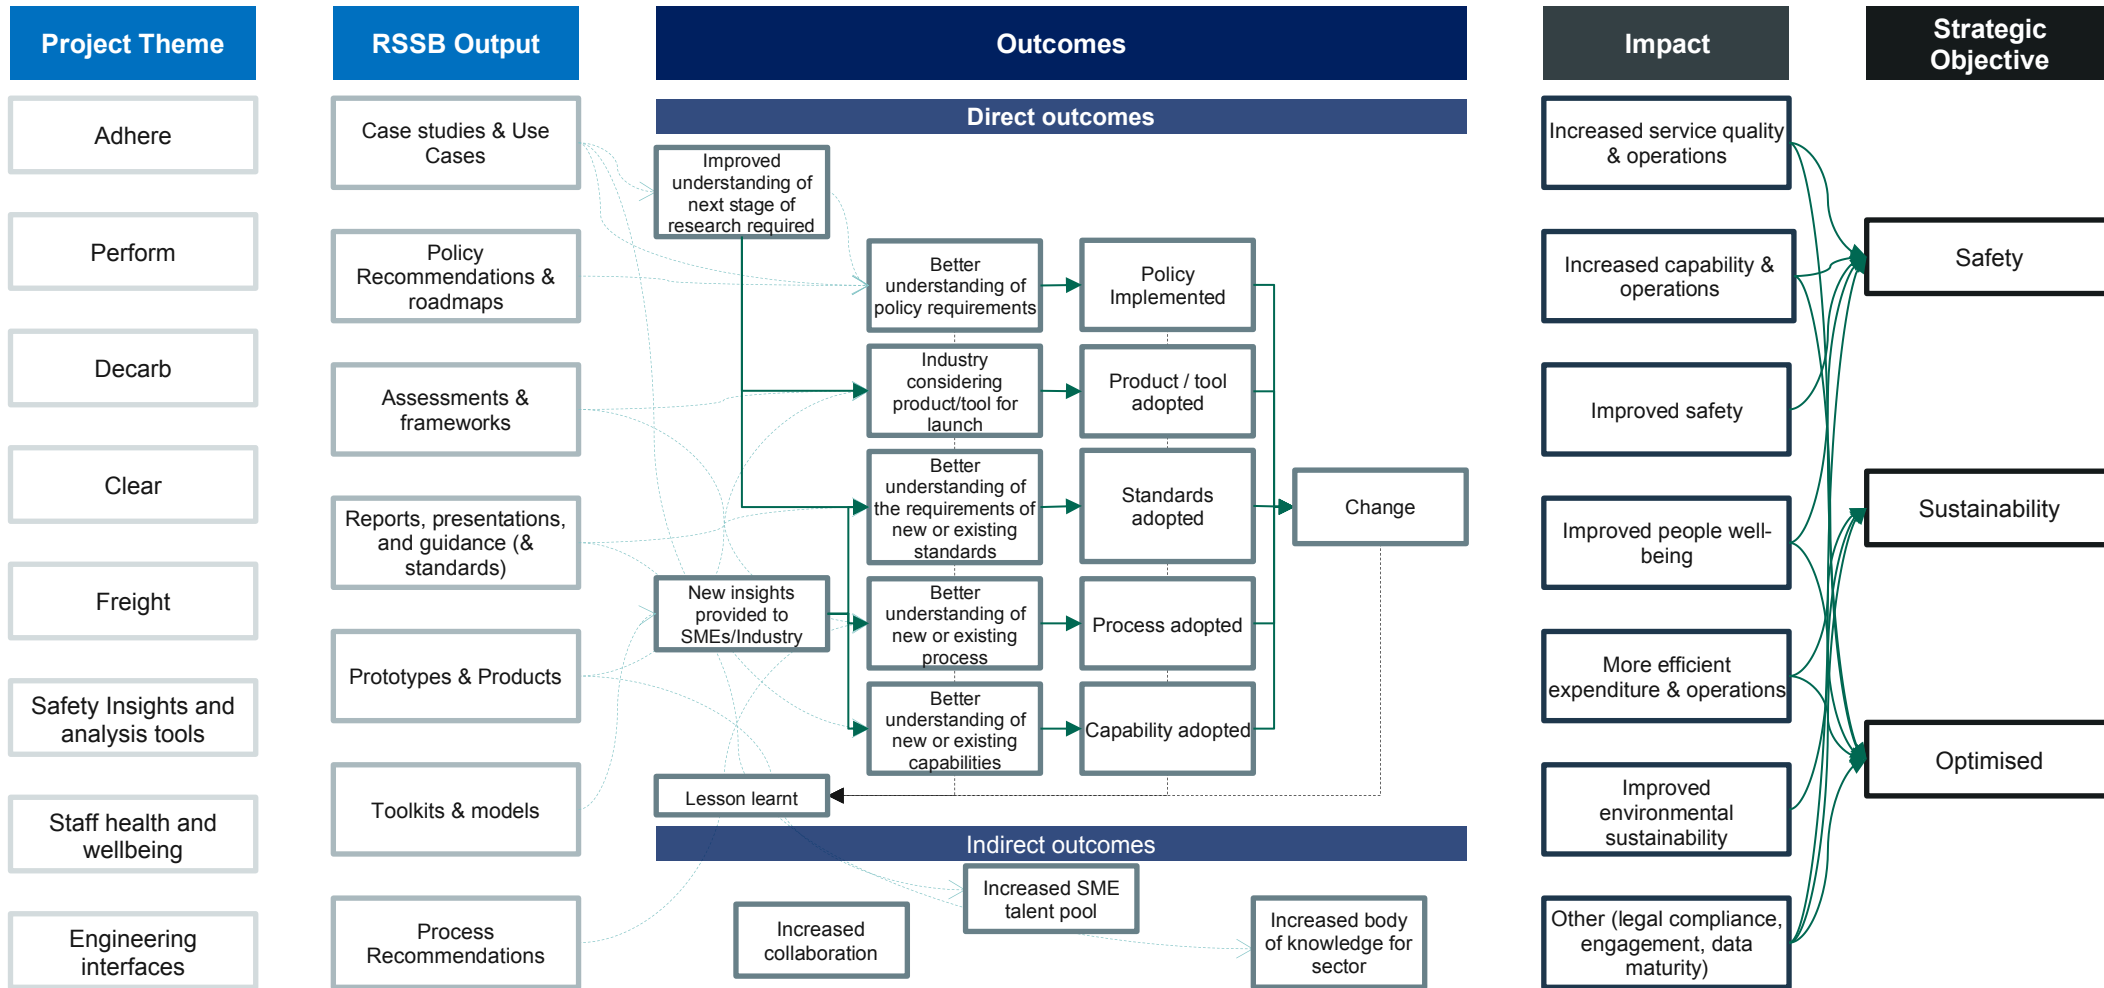 Project Theme
RSSB Output
Outcomes
Impact
Strategic
Objective
Adhere
Perform
Decarb
Clear
Freight
Safety Insights and
analysis tools
Staff health and
wellbeing
Engineering
interfaces
Case studies & Use
Cases
Policy
Recommendations &
roadmaps
Assessments &
frameworks
Reports, presentations,
and guidance (&
standards)
Prototypes & Products
Toolkits & models
Process
Recommendations
Direct outcomes
Improved
understanding of
next stage of
research required
New insights
provided to
SMEs/Industry
Lesson learnt
Better
understanding of
policy requirements
Industry
considering
product/tool for
launch
Better
understanding of
the requirements of
new or existing
standards
Better
understanding of
new or existing
process
Better
understanding of
new or existing
capabilities
Policy
Implemented
Product / tool
adopted
Standards
adopted
Process adopted
Capability adopted
Change
Indirect outcomes
Increased
collaboration
Increased SME
talent pool
Increased body
of knowledge for
sector
Increased service quality
& operations
Increased capability &
operations
Improved safety
Improved people well-
being
More efficient
expenditure & operations
Improved
environmental
sustainability
Other (legal compliance,
engagement, data
maturity)
Safety
Sustainability
Optimised